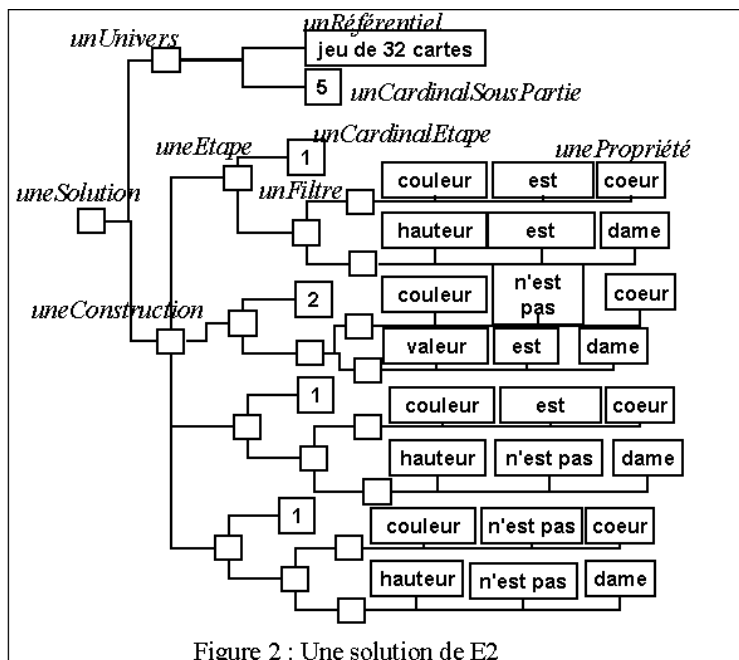 unRéférentiel
unUnivers
jeu de 32 cartes
5
unCardinalSousPartie
unCardinalEtape
uneEtape
1
unePropriété
unFiltre
couleur est coeur
uneSolution
hauteur est dame
uneConstruction
2
couleur n'est pas coeur
valeur est dame
1
couleur est coeur
hauteur n'est pas dame
1
couleur n'est pas coeur
hauteur n'est pas dame
Figure 2 : Une solution de E2